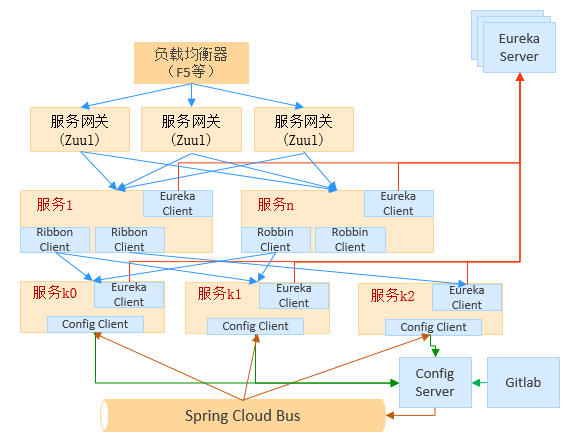 负载均衡器
（F5等）
Eureka
Server
服务网关
（Zuul）
服务网关
（Zuul）
服务网关
（Zuul）
服务1
Eureka
Client
服务n
Eureka
Client
Ribbon
Client
Ribbon
Client
Robbin
Client
Robbin
Client
服务k0
Eureka
Client
服务k1
Eureka
Client
服务k2
Eureka
Client
Config Client
Config Client
Config Client
Config
Server
Gitlab
Spring Cloud Bus